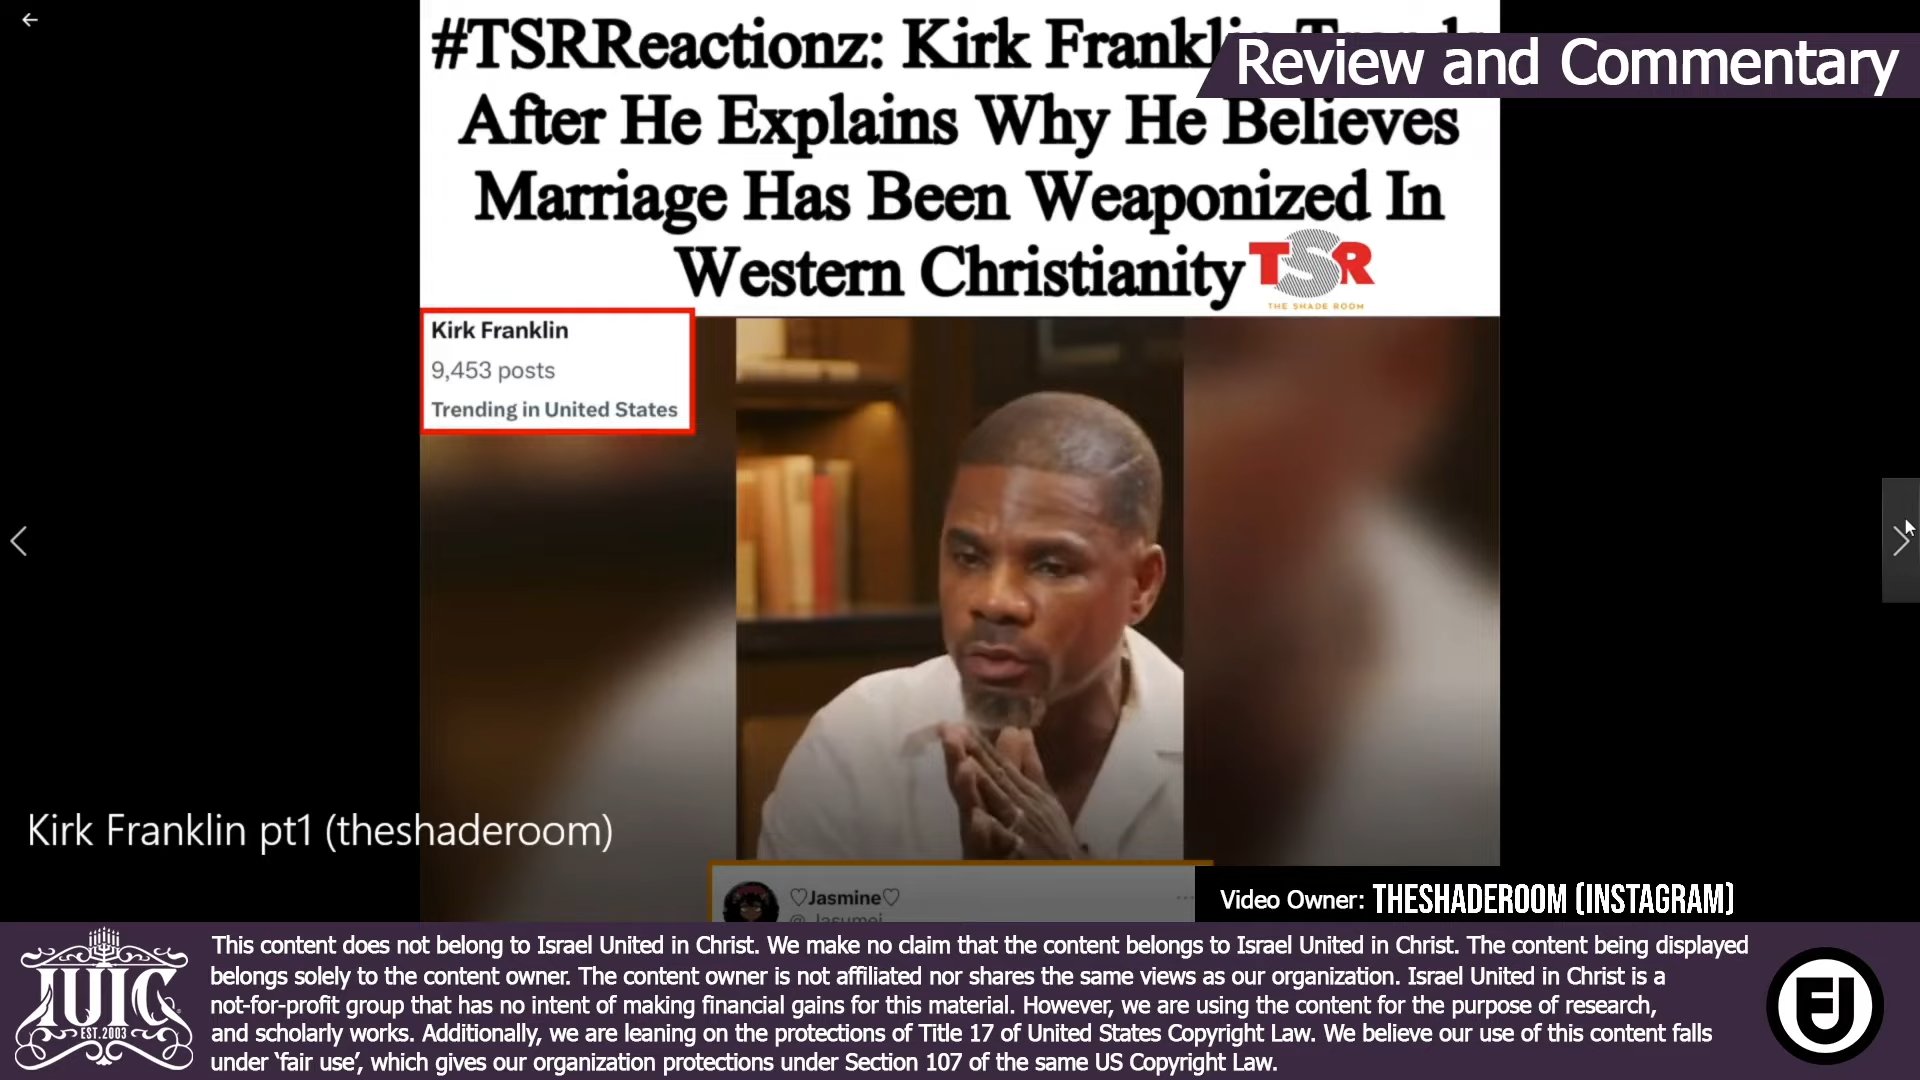 #TSRReactionz: Kirk Franklin Trends
Review and Commentary
After He Explains Why He Believes
Marriage Has Been Weaponized In
Western Christianity
TSR
THE SHADE ROOM
Kirk Franklin
9,453 posts
Trending in United States
Kirk Franklin pt1 (theshaderoom)
♡Jasmine♡
Video Owner: THESHADEROOM (INSTAGRAM)
This content does not belong to Israel United in Christ. We make no claim that the content belongs to Israel United in Christ. The content being displayed
belongs solely to the content owner. The content owner is not affiliated nor shares the same views as our organization. Israel United in Christ is a
not-for-profit group that has no intent of making financial gains for this material. However, we are using the content for the purpose of research,
and scholarly works. Additionally, we are leaning on the protections of Title 17 of United States Copyright Law. We believe our use of this content falls
under ‘fair use’, which gives our organization protections under Section 107 of the same US Copyright Law.
IUIC
EST.2003